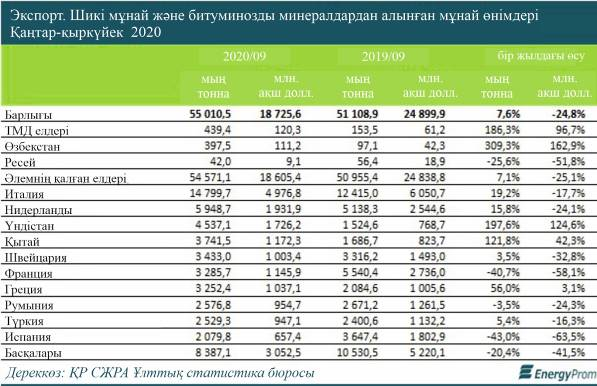 Экспорт. Шикі мұнай және битуминозды минералдардан алынған мұнай өнімдері
Қаңтар-қыркүйек 2020
2020/09 2019/09 бір жылдағы өсу
мың тонна млн. ақш долл. мың тонна млн. ақш долл. мың тонна млн. ақш долл.
Барлығы 55 010,5 18 725,6 51 108,9 24 899,9 7,6% -24,8%
ТМД елдері 439,4 120,3 153,5 61,2 186,3% 96,7%
Өзбекстан 397,5 111,2 97,1 42,3 309,3% 162,9%
Ресей 42,0 9,1 56,4 18,9 -25,6% -51,8%
Әлемнің қалған елдері 54 571,1 18 605,4 50 955,4 24 838,8 7,1% -25,1%
Италия 14 799,7 4 976,8 12 415,0 6 050,7 19,2% -17,7%
Нидерланды 5 948,7 1 931,9 5 138,3 2 544,6 15,8% -24,1%
Үндістан 4 537,1 1 726,2 1 524,6 768,7 197,6% 124,6%
Қытай 3 741,5 1 172,3 1 686,7 823,7 121,8% 42,3%
Швейцария 3 433,0 1 003,4 3 316,2 1 493,0 3,5% -32,8%
Франция 3 285,7 1 145,9 5 540,4 2 736,0 -40,7% -58,1%
Греция 3 252,4 1 037,1 2 084,6 1 005,6 56,0% 3,1%
Румыния 2 576,8 954,7 2 671,2 1 261,5 -3,5% -24,3%
Түркия 2 529,3 947,1 2 400,6 1 132,2 5,4% -16,3%
Испания 2 079,8 657,4 3 647,4 1 802,9 -43,0% -63,5%
Басқалары 8 387,1 3 052,5 10 530,5 5 220,1 -20,4% -41,5%
Дереккөз: ҚР СЖРА Ұлттық статистика бюросы
EnergyProm